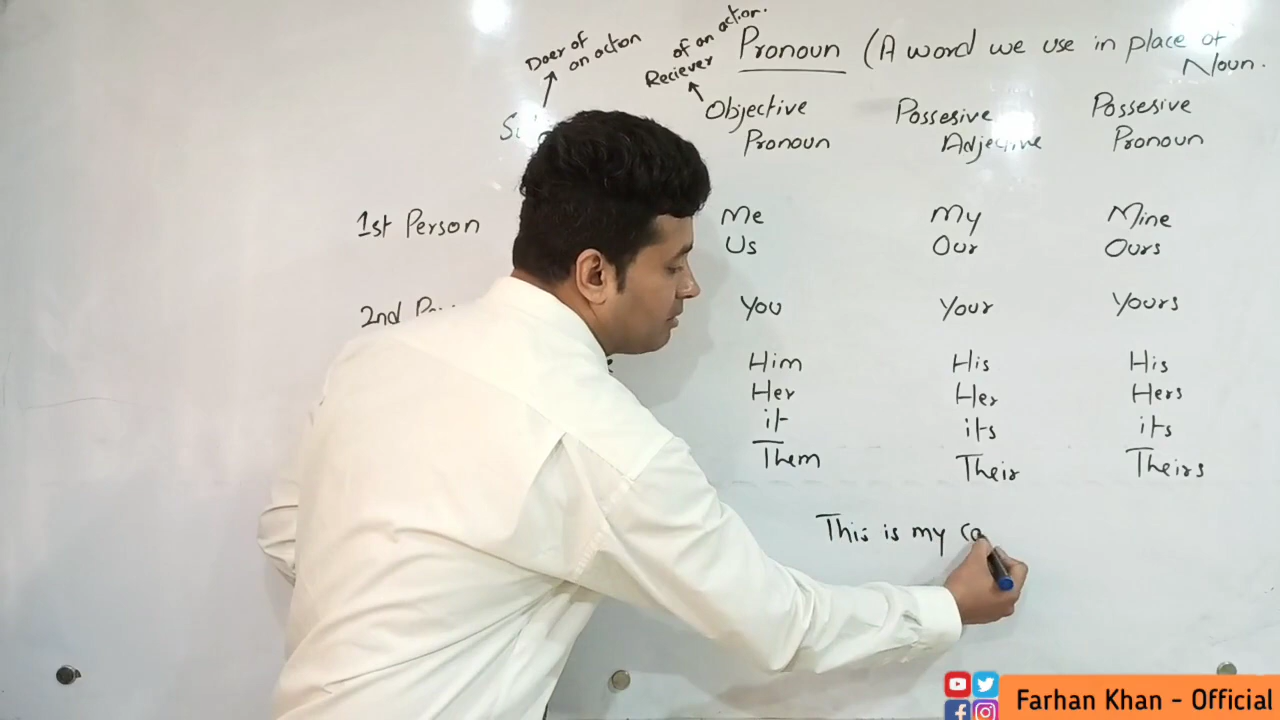 Doer of
an action
Reciever
of an action.
Pronoun (A word we use in place of
Noun.
Objective
Pronoun
Possesive
Adjective
Possesive
Pronoun
1st Person Me My Mine
Us Our Ours
2nd You Your Yours
Him His His
Her Her Hers
it its its
Them Their Theirs
This is my
Farhan Khan - Official